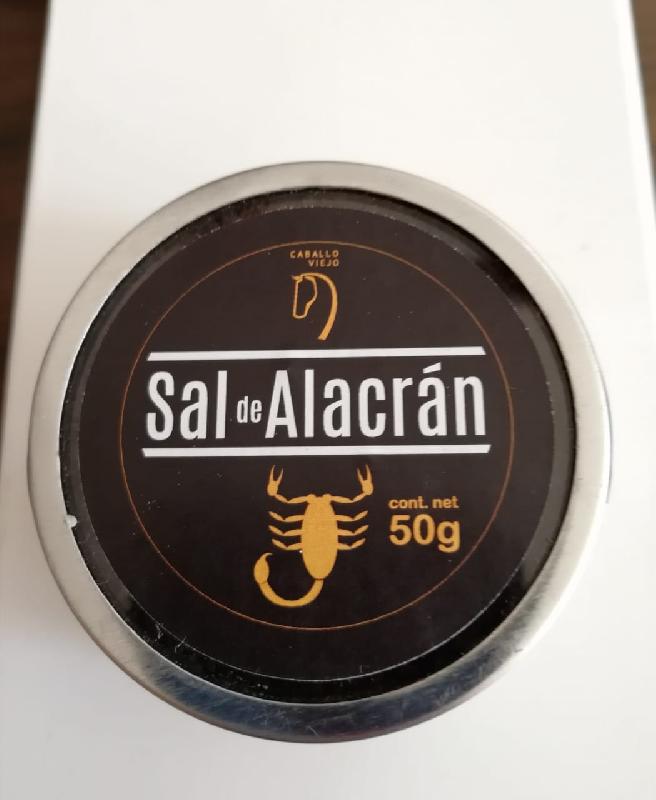 CABALLO
VIEJO
Sal de Alacrán
cont. net
50g